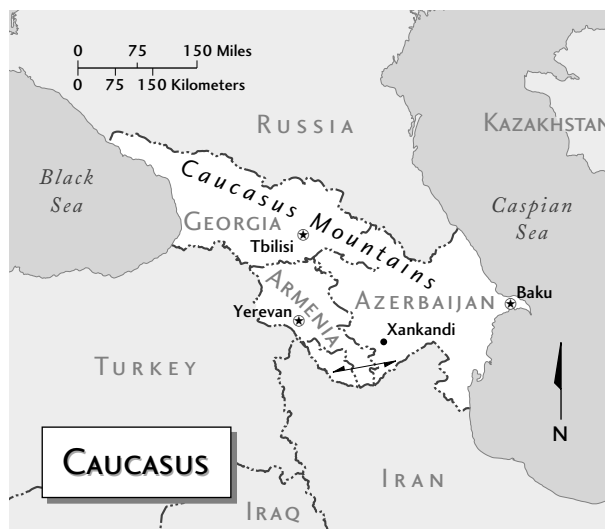 0 75 150 Miles
0 75 150 Kilometers
RUSSIA
KAZAKHSTAN
Black
Sea
Caucasus Mountains
Caspian
Sea
GEORGIA
Tbilisi
ARMENIA
AZERBAIJAN
Baku
Yerevan
Xankandi
TURKEY
N
CAUCASUS
IRAN
IRAQ